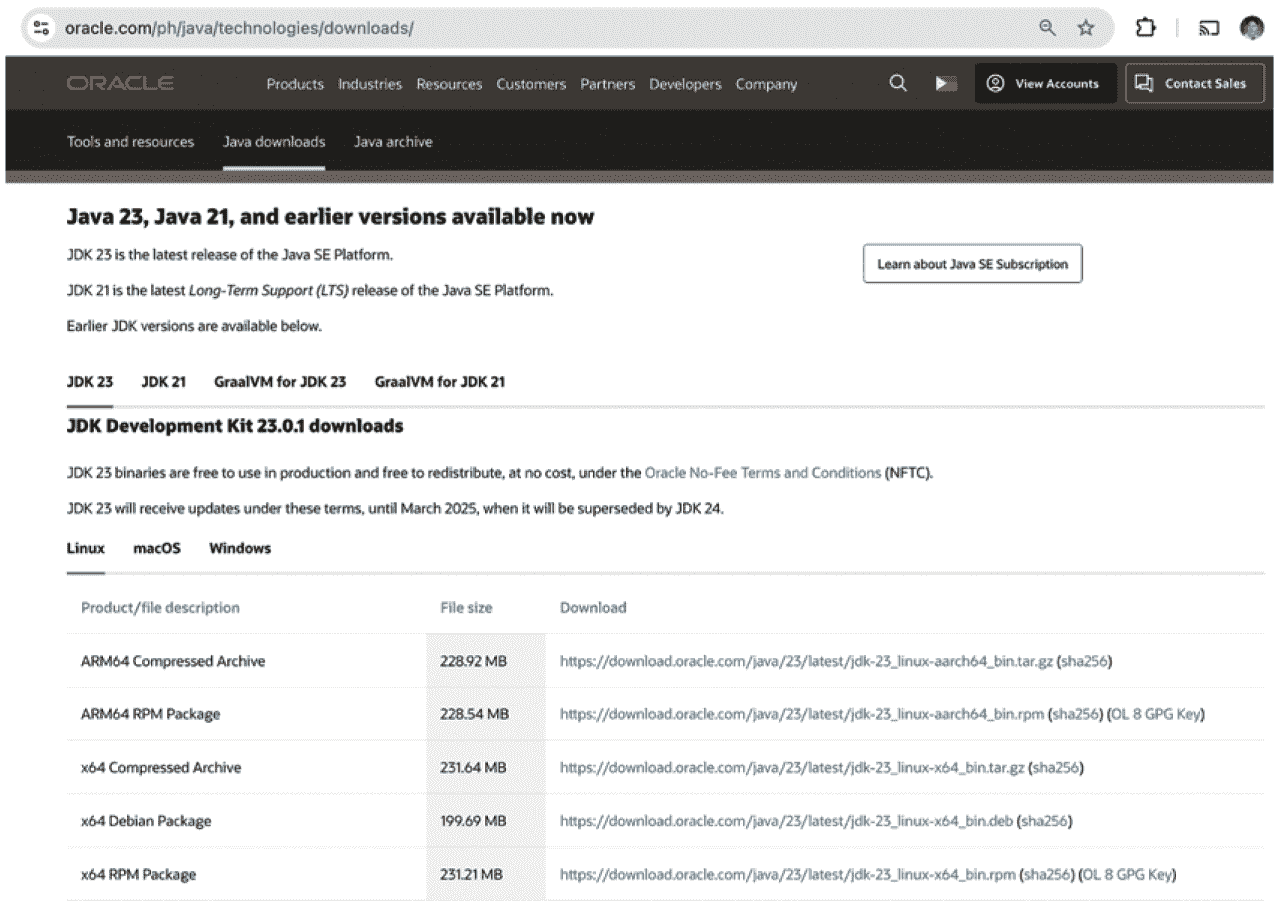 oracle.com/ph/java/technologies/downloads/
ORACLE Products Industries Resources Customers Partners Developers Company View Accounts Contact Sales
Tools and resources Java downloads Java archive
Java 23, Java 21, and earlier versions available now
JDK 23 is the latest release of the Java SE Platform.
Learn about Java SE Subscription
JDK 21 is the latest Long-Term Support (LTS) release of the Java SE Platform.
Earlier JDK versions are available below.
JDK 23 JDK 21 GraalVM for JDK 23 GraalVM for JDK 21
JDK Development Kit 23.0.1 downloads
JDK 23 binaries are free to use in production and free to redistribute, at no cost, under the Oracle No-Fee Terms and Conditions (NFTC).
JDK 23 will receive updates under these terms, until March 2025, when it will be superseded by JDK 24.
Linux macOS Windows
Product/file description File size Download
ARM64 Compressed Archive 228.92 MB https://download.oracle.com/java/23/latest/jdk-23_linux-aarch64_bin.tar.gz (sha256)
ARM64 RPM Package 228.54 MB https://download.oracle.com/java/23/latest/jdk-23_linux-aarch64_bin.rpm (sha256) (OL 8 GPG Key)
x64 Compressed Archive 231.64 MB https://download.oracle.com/java/23/latest/jdk-23_linux-x64_bin.tar.gz (sha256)
x64 Debian Package 199.69 MB https://download.oracle.com/java/23/latest/jdk-23_linux-x64_bin.deb (sha256)
x64 RPM Package 231.21 MB https://download.oracle.com/java/23/latest/jdk-23_linux-x64_bin.rpm (sha256) (OL 8 GPG Key)